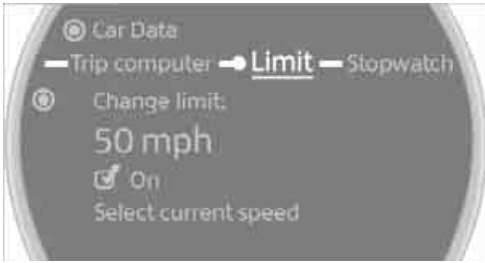 Car Data
Trip computer Limit Stopwatch
Change limit:
50 mph
On
Select current speed